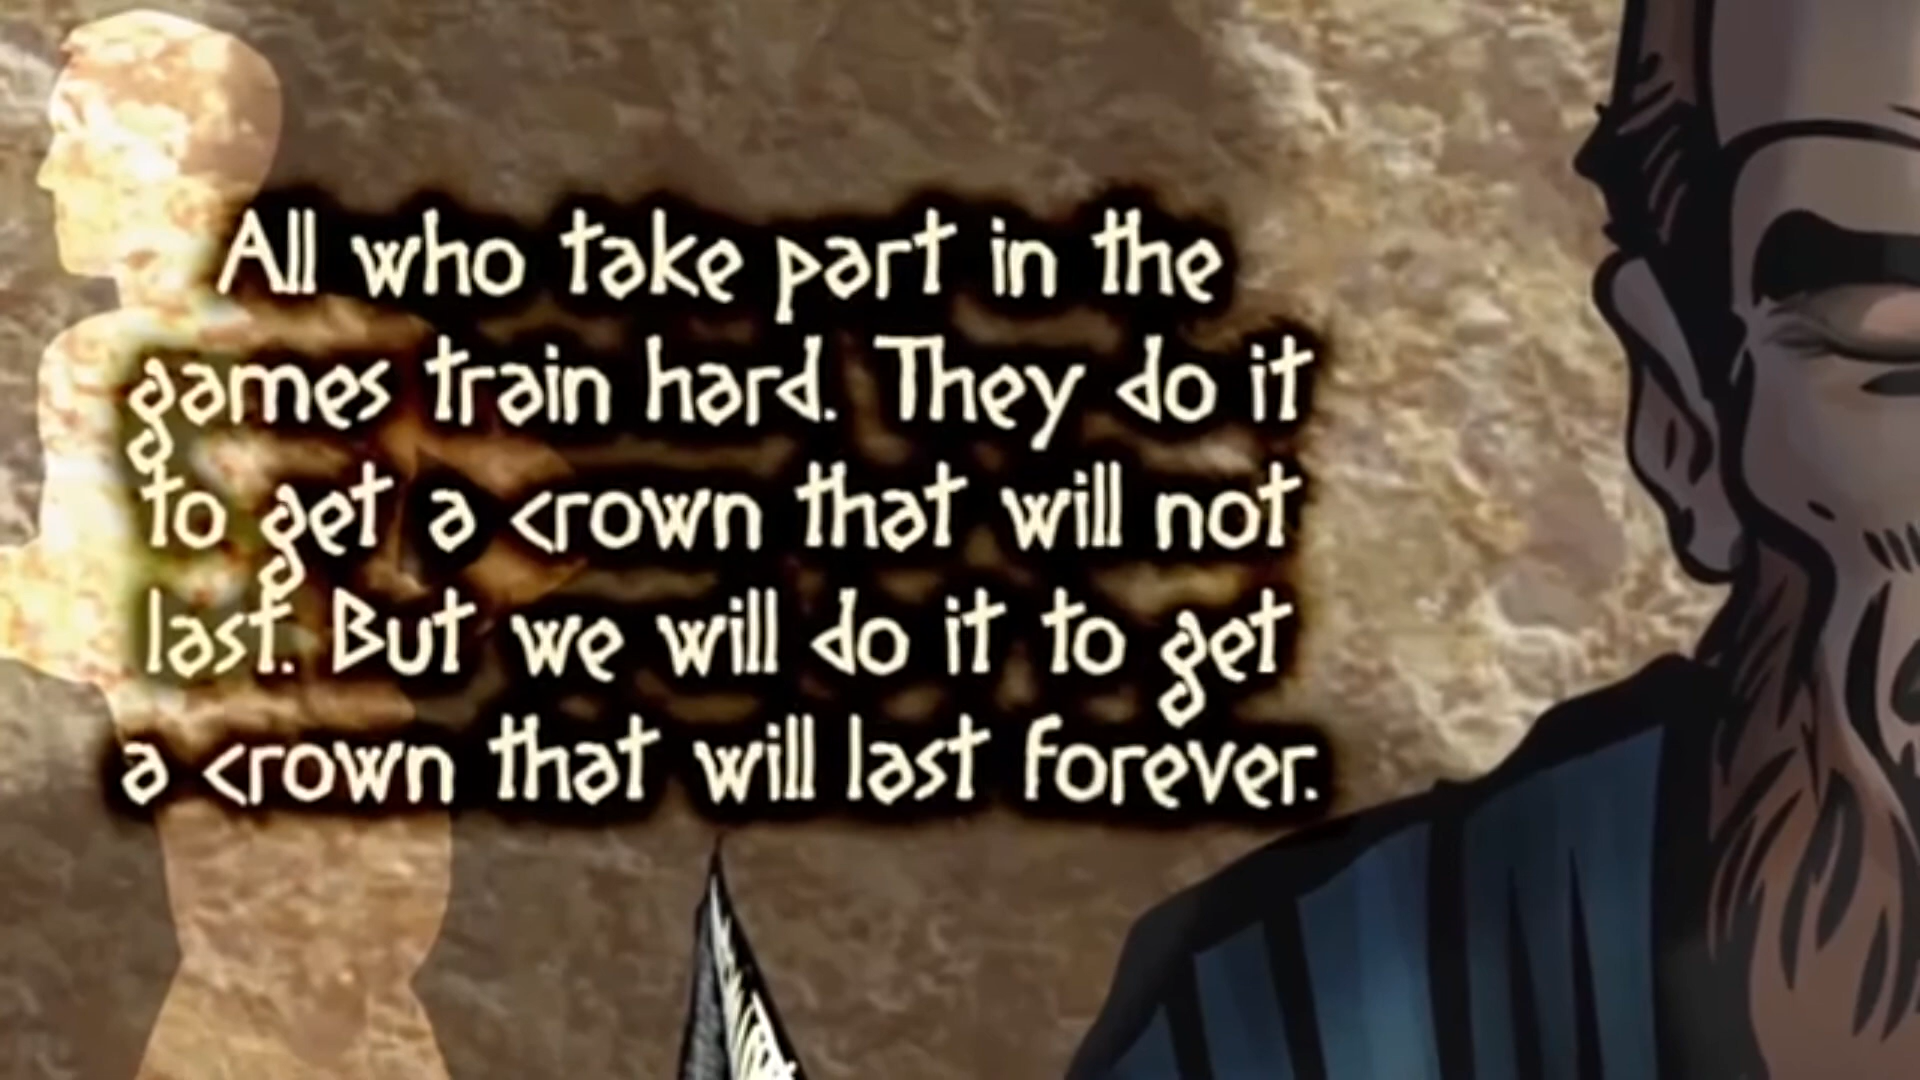 All who take part in the
games train hard. They do it
to get a crown that will not
last. But we will do it to get
a crown that will last forever.